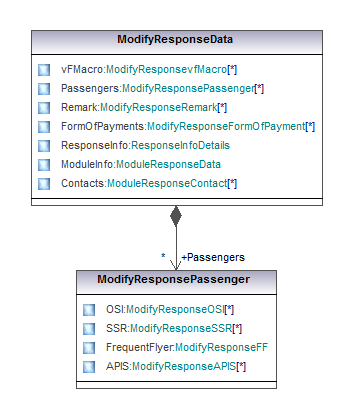 ModifyResponseData
vFMacro:ModifyResponsevfMacro[*]
Passengers:ModifyResponsePassenger[*]
Remark:ModifyResponseRemark[*]
FormOfPayments:ModifyResponseFormOfPayment[*]
ResponseInfo:ResponseInfoDetails
ModuleInfo:ModuleResponseData
Contacts:ModuleResponseContact[*]
* +Passengers
ModifyResponsePassenger
OSI:ModifyResponseOSI[*]
SSR:ModifyResponseSSR[*]
FrequentFlyer:ModifyResponseFF
APIS:ModifyResponseAPIS[*]